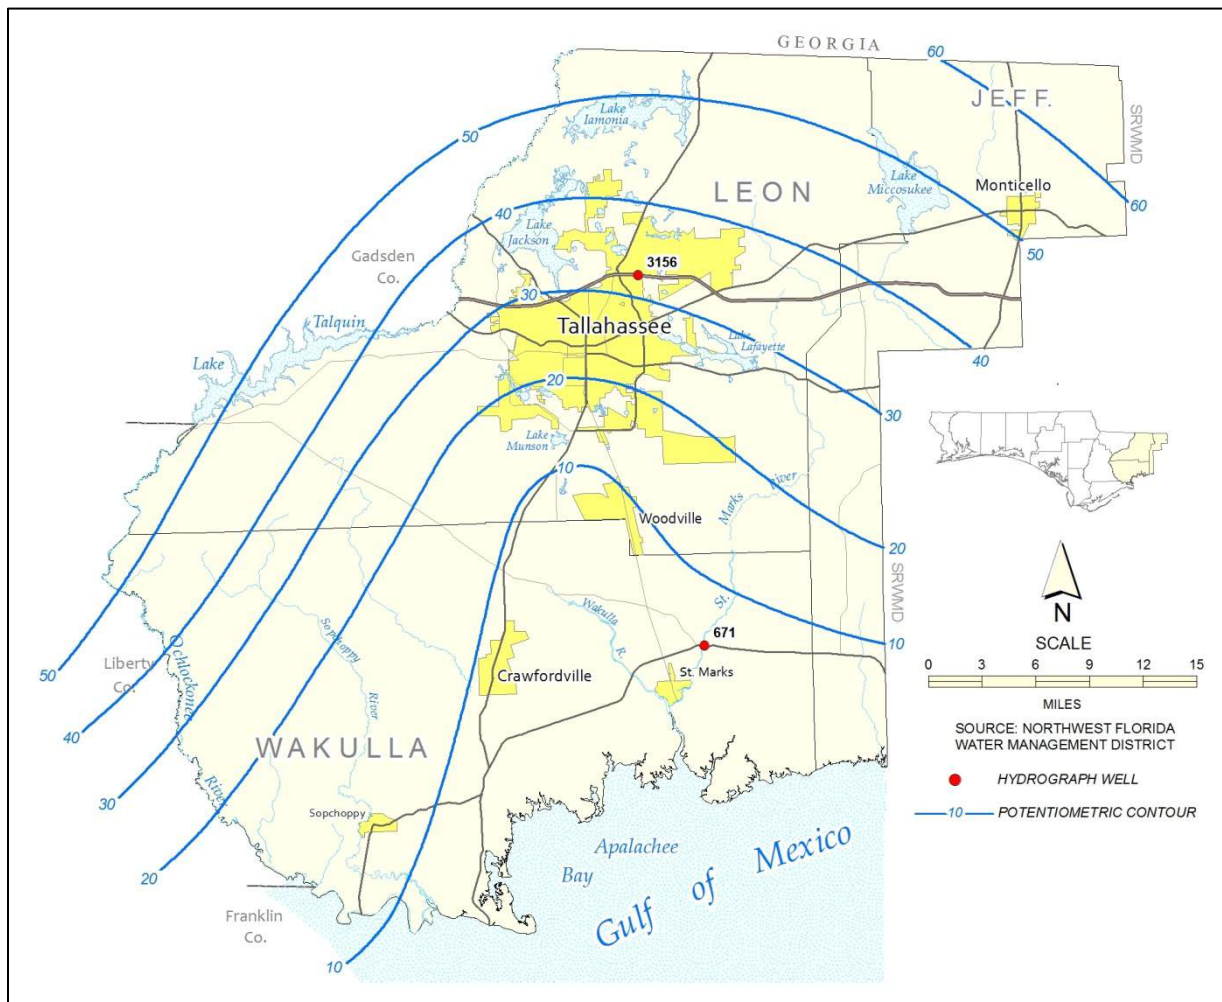 GEORGIA
60
JEFF.
SRWMD
50
Lake
Iamonia
LEON
Lake
Miccosukee
Monticello
60
40
Lake
Jackson
Gadsden
Co.
3156
50
30
Tallahassee
Lake Talquin
Lake
Lafayette
40
20
30
Lake
Munson
10
St. Marks River
Woodville
20
SRWMD
Wakulla
R.
Sopchoppy
River
671
10
50
Liberty
Co.
Ochlockonee
River
Crawfordville
St. Marks
40
WAKULLA
30
Sopchoppy
20
Apalachee
Bay
Gulf of Mexico
Franklin
Co.
10
N
SCALE
0 3 6 9 12 15
MILES
SOURCE: NORTHWEST FLORIDA
WATER MANAGEMENT DISTRICT
HYDROGRAPH WELL
10 POTENTIOMETRIC CONTOUR